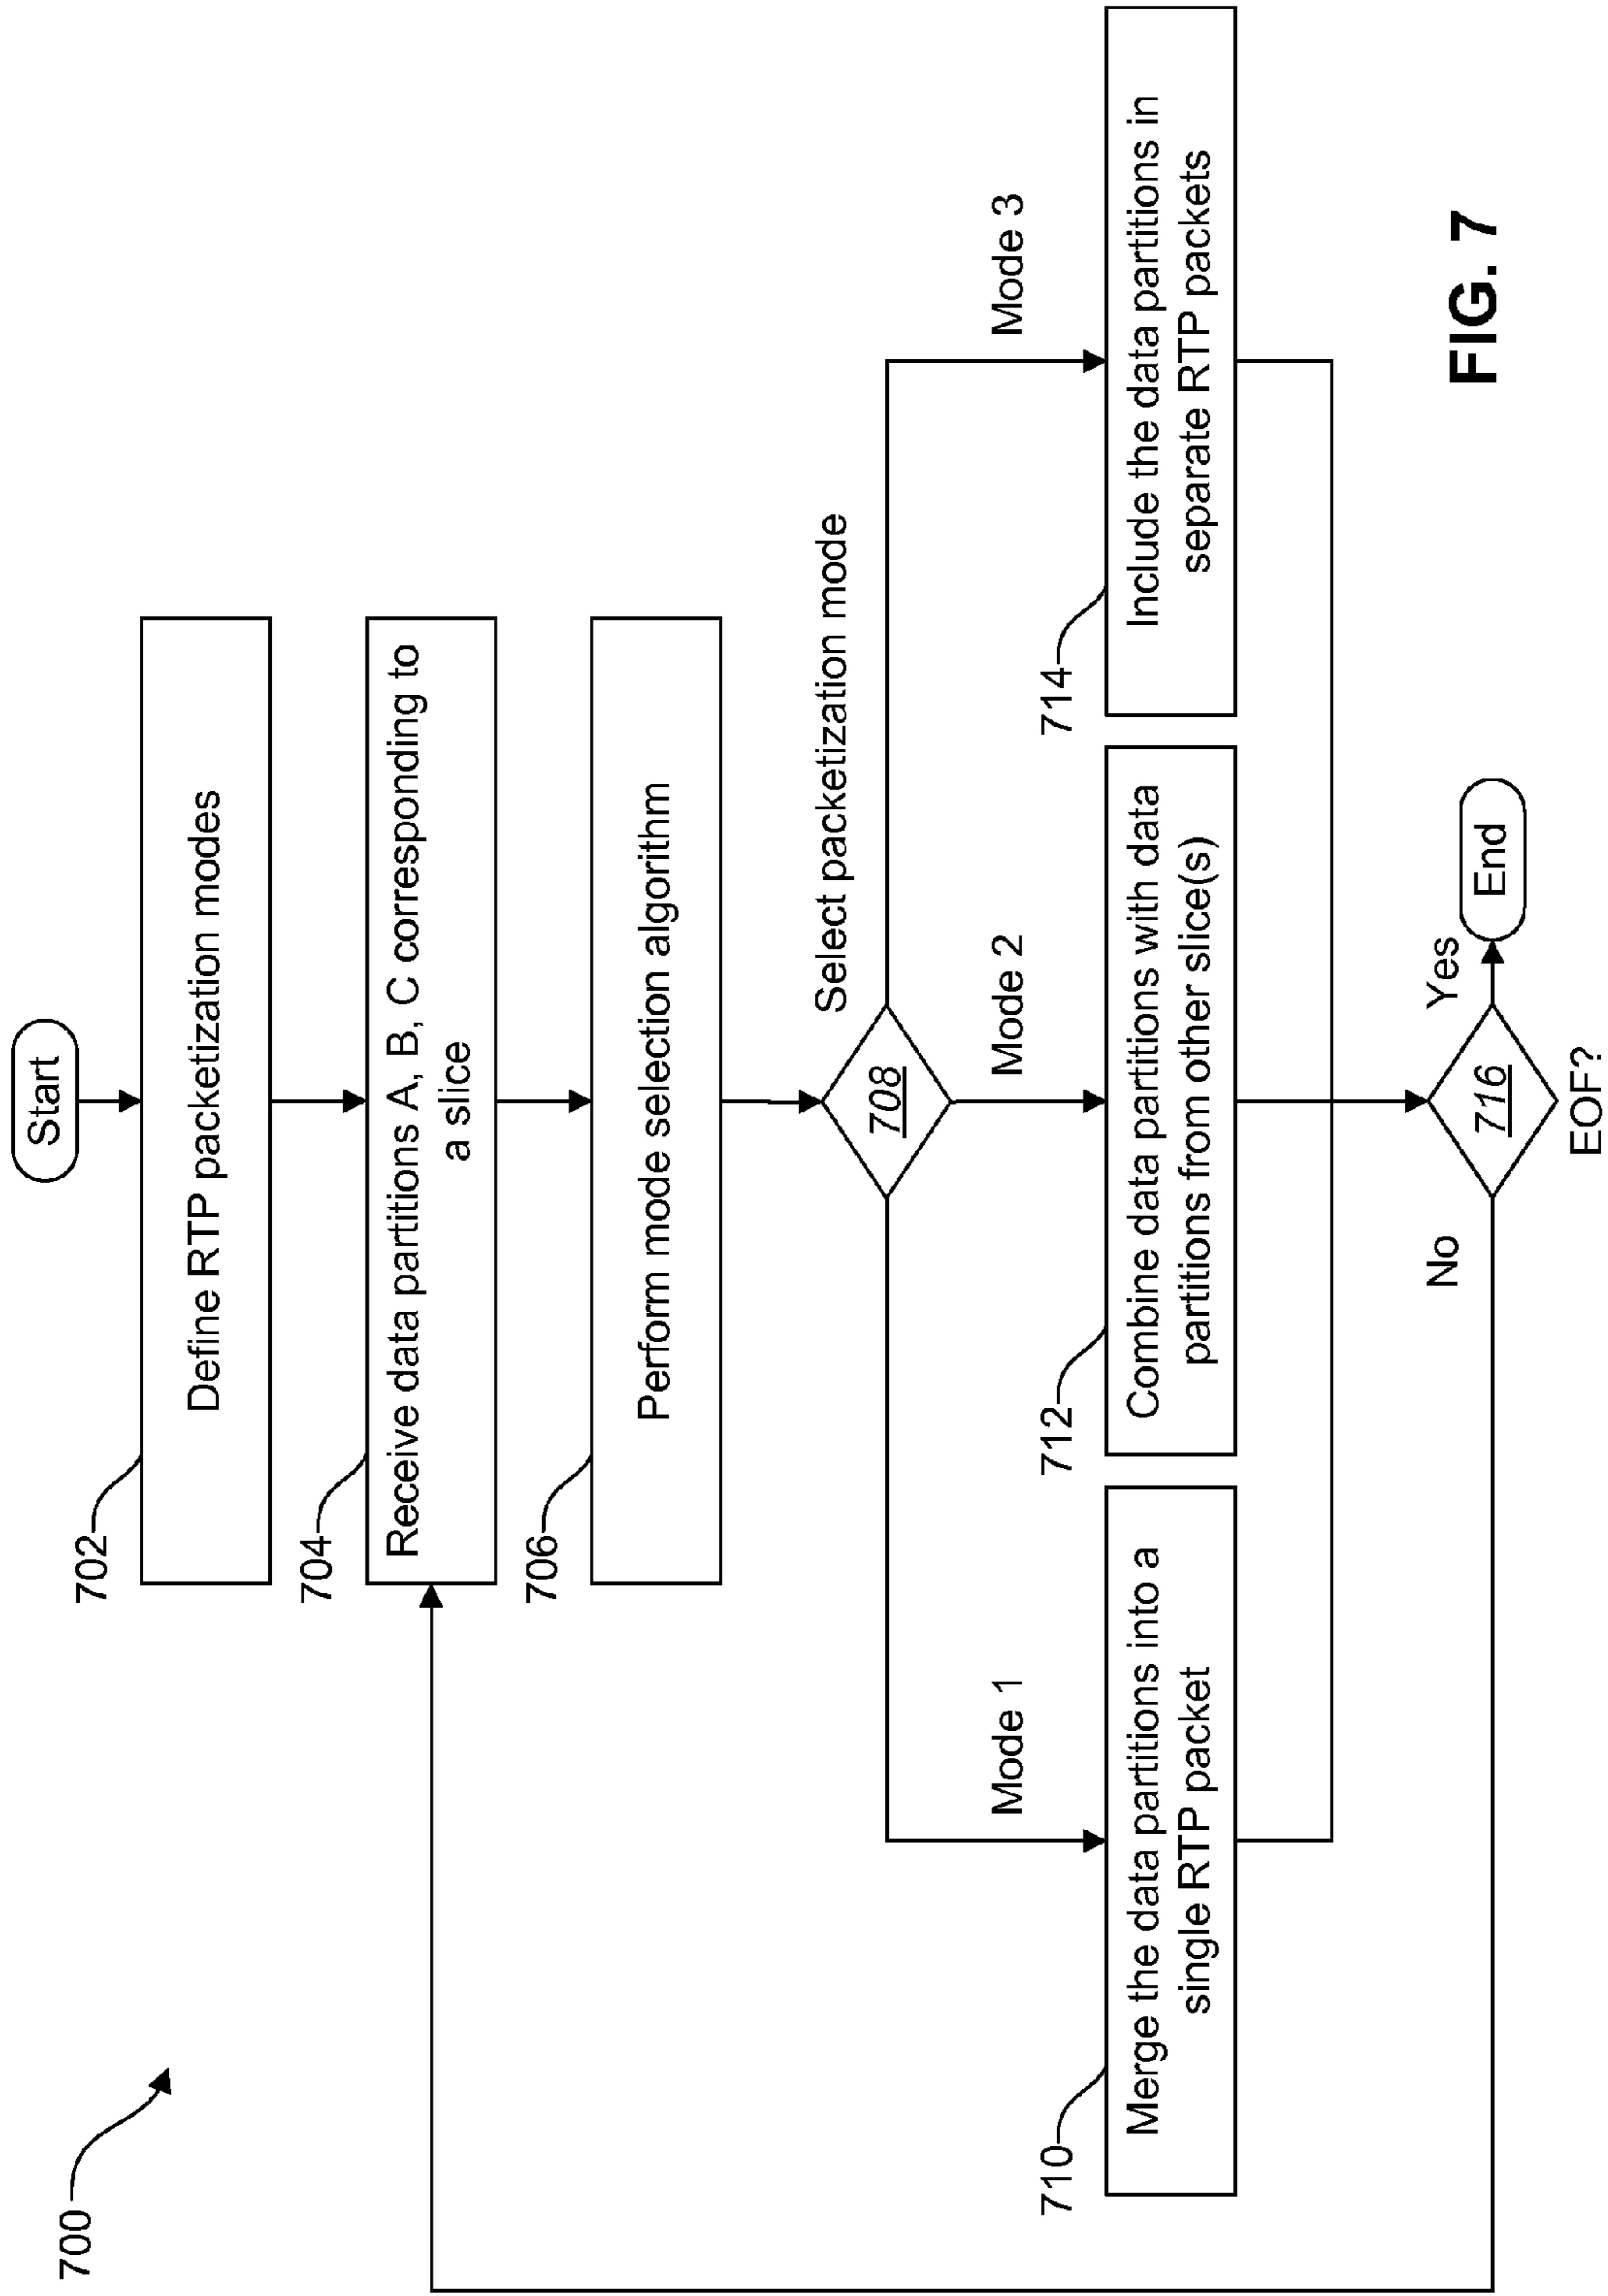 700
Start
702
Define RTP packetization modes
704
Receive data partitions A, B, C corresponding to
a slice
706
Perform mode selection algorithm
Select packetization mode
708
Mode 1
Mode 2
Mode 3
710
Merge the data partitions into a
single RTP packet
712
Combine data partitions with data
partitions from other slice(s)
714
Include the data partitions in
separate RTP packets
No
716
Yes
End
EOF?
FIG. 7